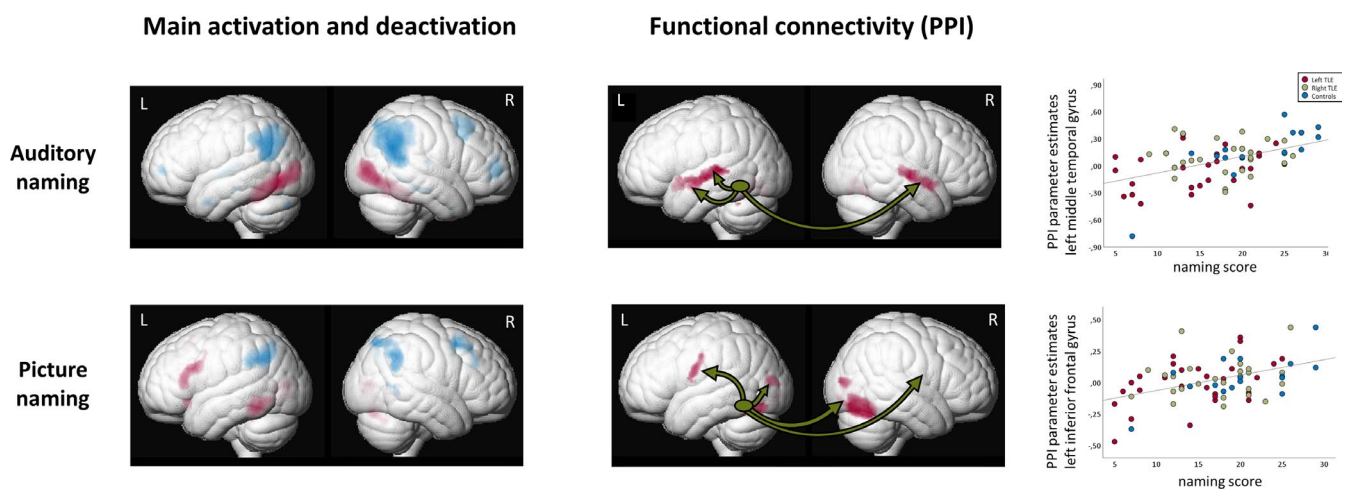 Main activation and deactivation
Functional connectivity (PPI)
Auditory
naming
L
R
L
R
PPI parameter estimates
left middle temporal gyrus
,90
,60
,30
,00
-,30
-,60
-,90
5
10
15
20
25
30
naming score
Left TLE
Right TLE
Controls
Picture
naming
L
R
L
R
PPI parameter estimates
left inferior frontal gyrus
,50
,25
,00
-,25
-,50
5
10
15
20
25
30
naming score